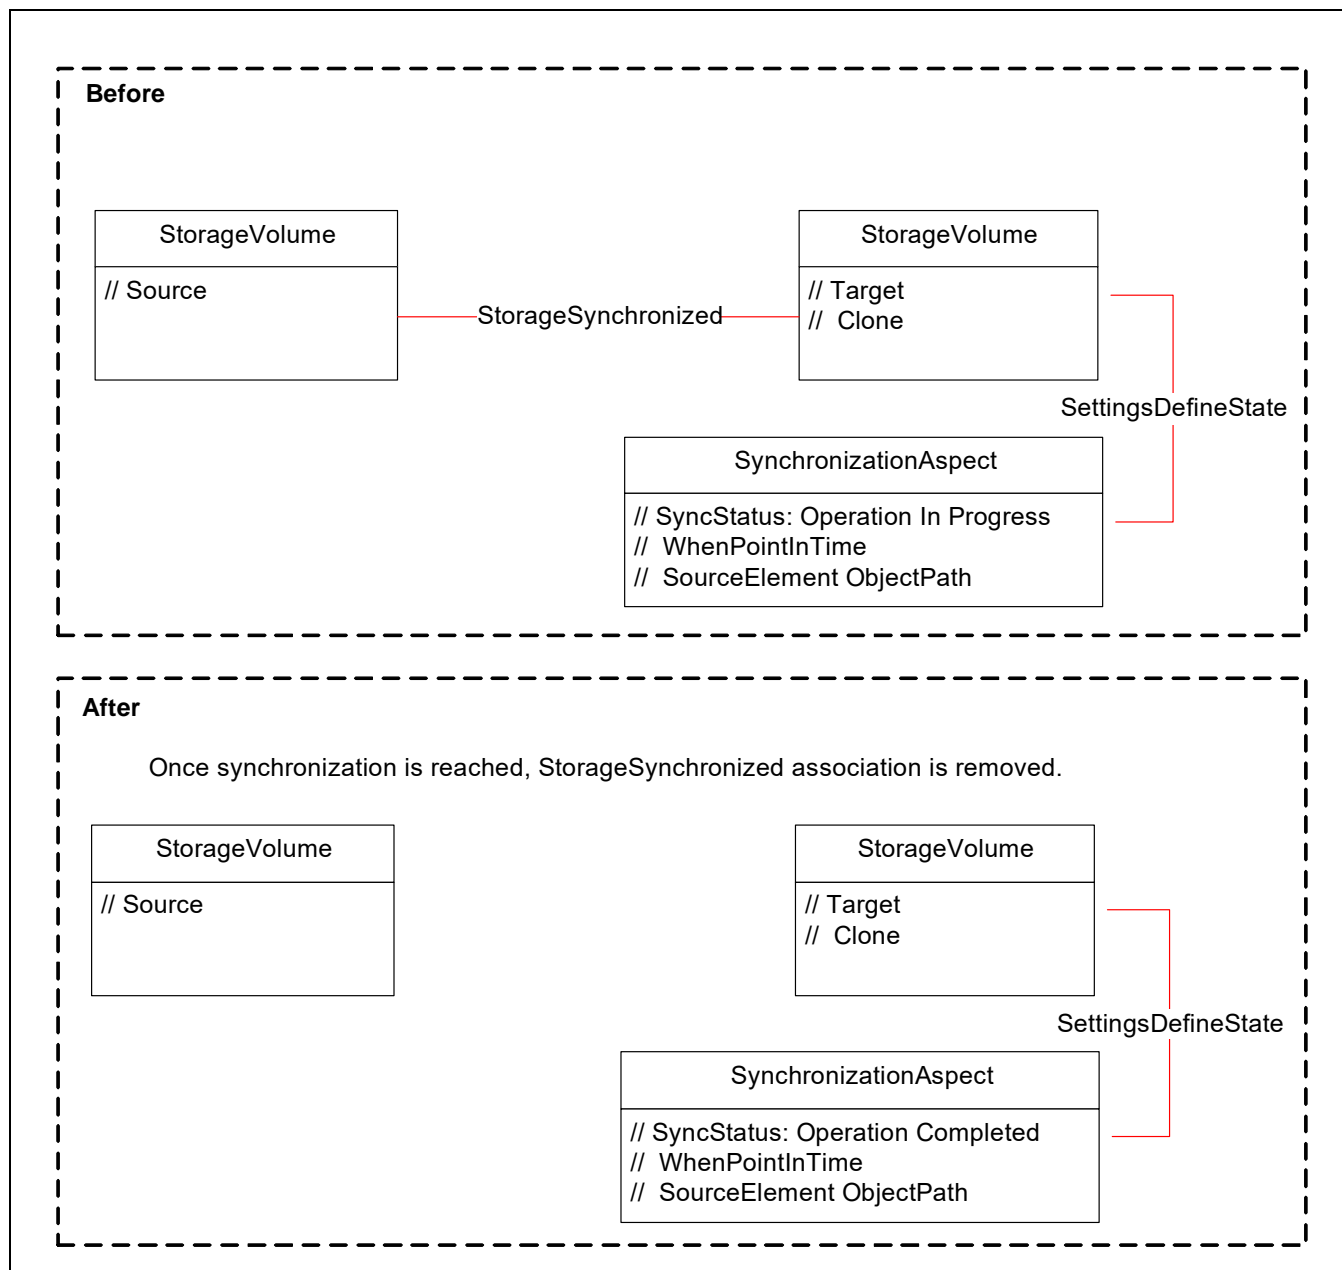 Before
StorageVolume
// Source
StorageSynchronized
StorageVolume
// Target
//  Clone
SettingsDefineState
SynchronizationAspect
// SyncStatus: Operation In Progress
//  WhenPointInTime
//  SourceElement ObjectPath
After
Once synchronization is reached, StorageSynchronized association is removed.
StorageVolume
// Source
StorageVolume
// Target
//  Clone
SettingsDefineState
SynchronizationAspect
// SyncStatus: Operation Completed
//  WhenPointInTime
//  SourceElement ObjectPath